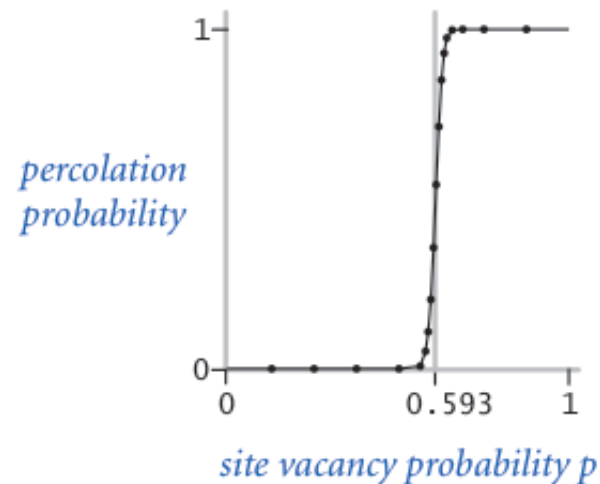 1
percolation
probability
0
0 0.593 1
site vacancy probability p